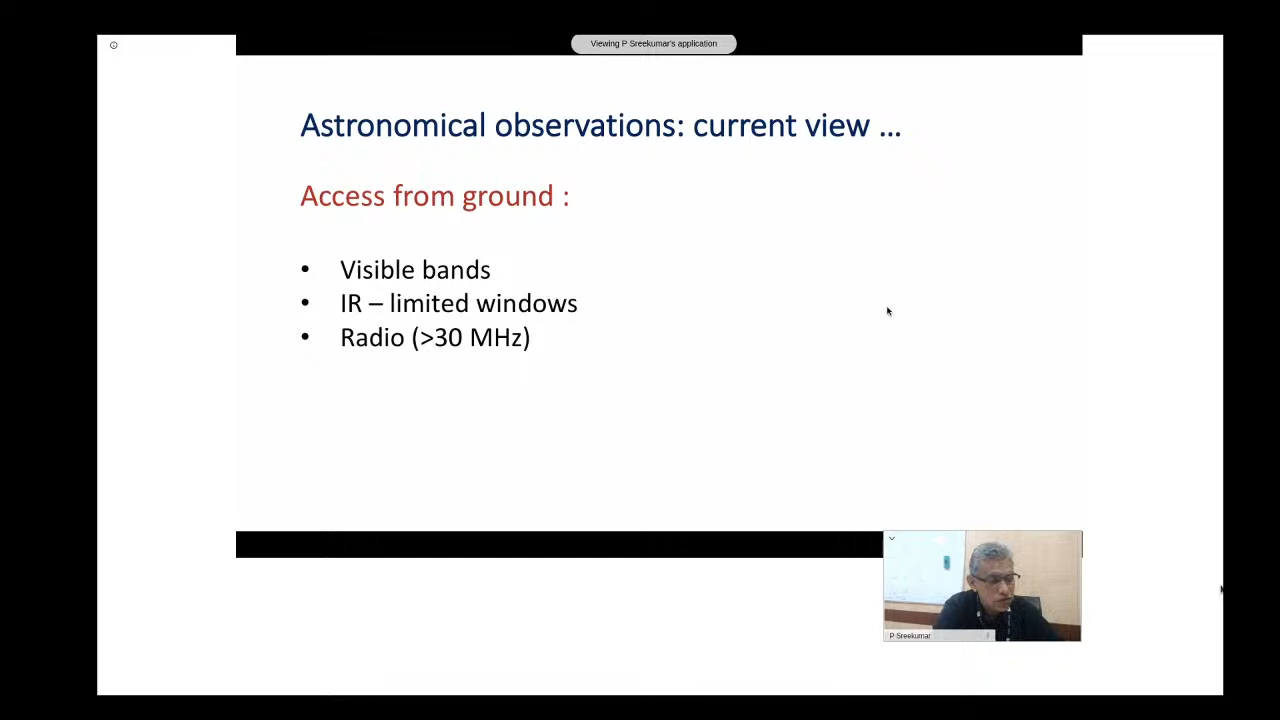 Viewing P Sreekumar's application
Astronomical observations: current view ...
Access from ground :
• Visible bands
• IR – limited windows
• Radio (>30 MHz)
P Sreekumar